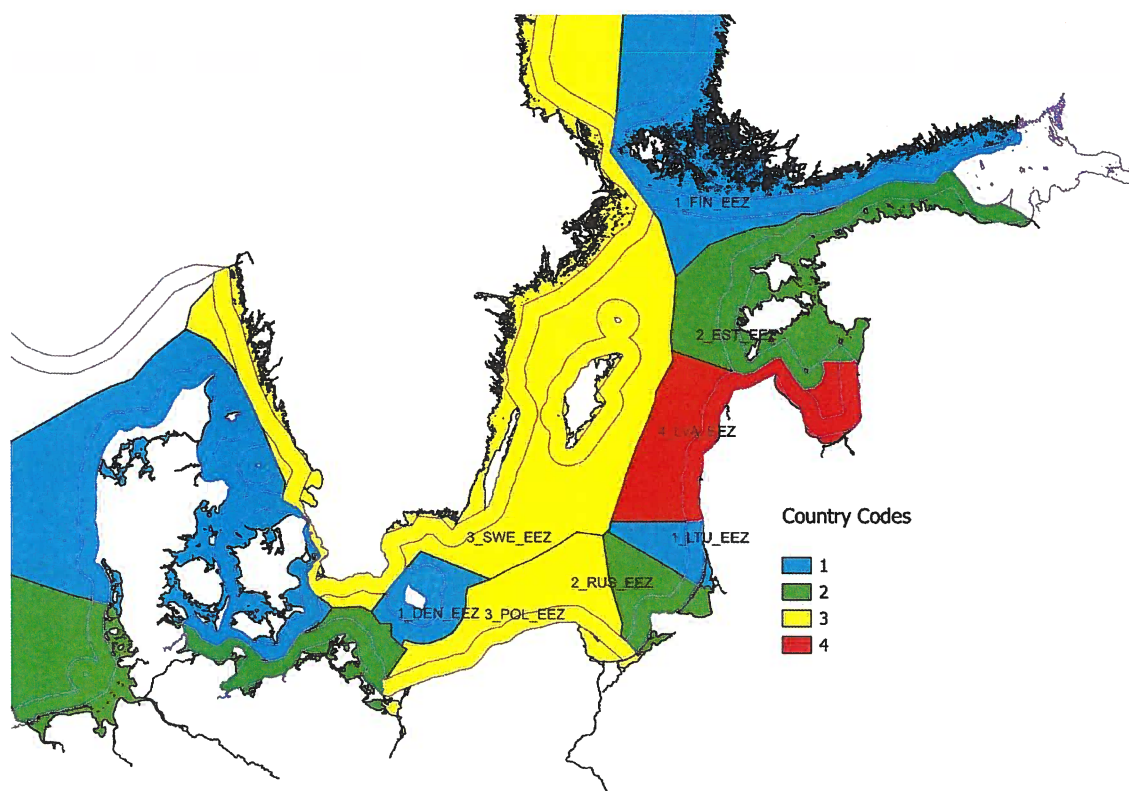 1_FIN_EEZ
2_EST_EEZ
4_LVA_EEZ
Country Codes
3_SWE_EEZ
1_LTU_EEZ
1
2_RUS_EEZ
2
1_DEN_EEZ
3_POL_EEZ
3
4